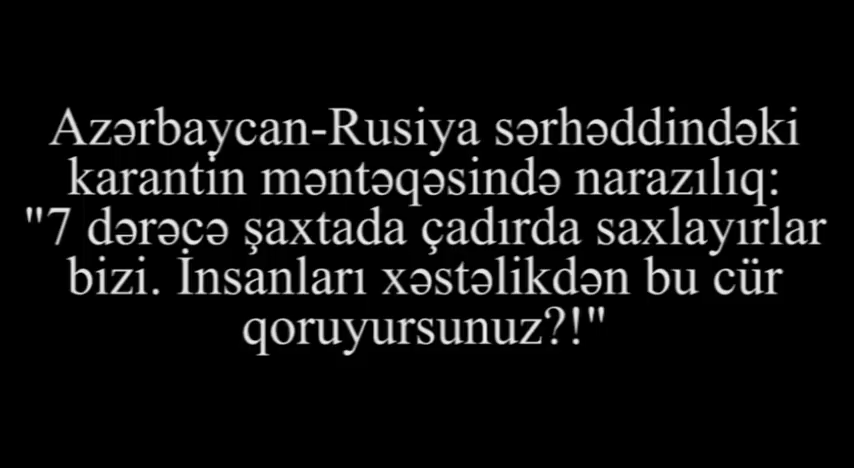 Azərbaycan-Rusiya sərhəddindəki
karantin məntəqəsində narazılıq:
"7 dərəcə şaxtada çadırda saxlayırlar
bizi. İnsanları xəstəlikdən bu cür
qoruyursunuz?!"